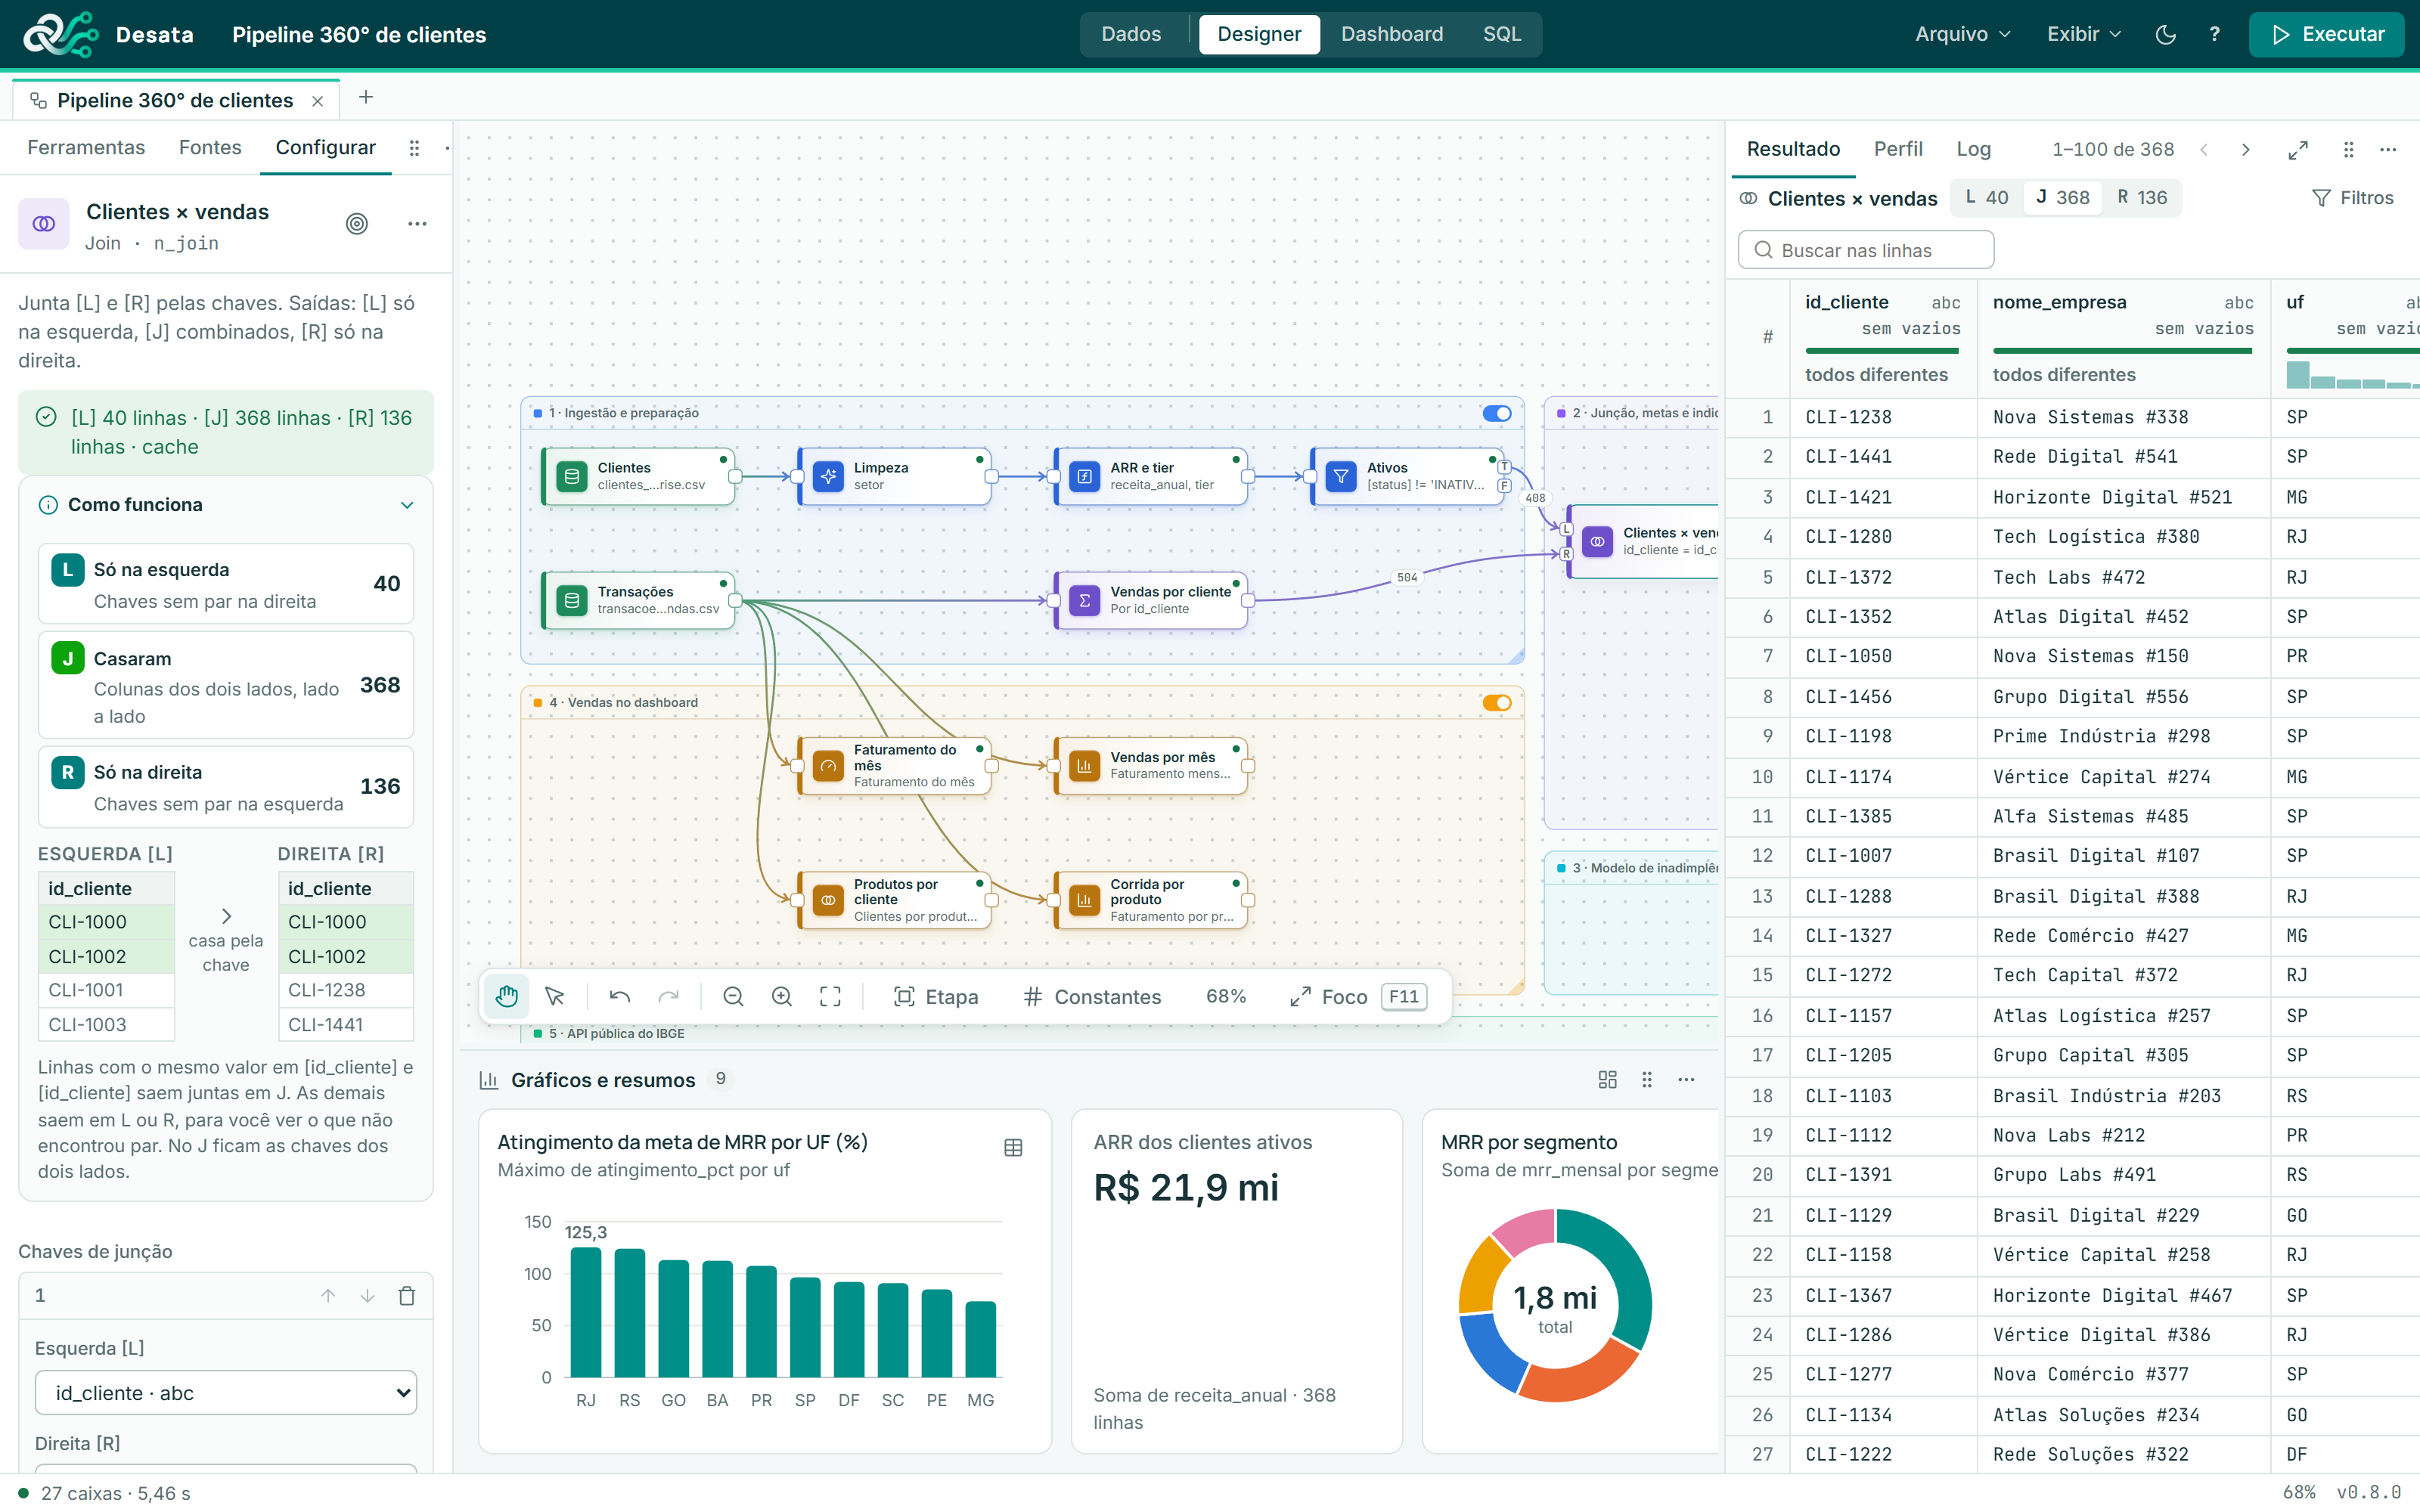 Desata
Pipeline 360° de clientes
Dados
Designer
Dashboard
SQL
Arquivo
Exibir
?
Executar
Pipeline 360° de clientes
Ferramentas
Fontes
Configurar
Clientes × vendas
Join · n_join
Junta [L] e [R] pelas chaves. Saídas: [L] só
na esquerda, [J] combinados, [R] só na
direita.
[L] 40 linhas · [J] 368 linhas · [R] 136
linhas · cache
Como funciona
L Só na esquerda
Chaves sem par na direita
40
J Casaram
Colunas dos dois lados, lado
a lado
368
R Só na direita
Chaves sem par na esquerda
136
ESQUERDA [L]
id_cliente
CLI-1000
CLI-1002
CLI-1001
CLI-1003
casa pela
chave
DIREITA [R]
id_cliente
CLI-1000
CLI-1002
CLI-1238
CLI-1441
Linhas com o mesmo valor em [id_cliente] e
[id_cliente] saem juntas em J. As demais
saem em L ou R, para você ver o que não
encontrou par. No J ficam as chaves dos
dois lados.
Chaves de junção
1
Esquerda [L]
id_cliente · abc
Direita [R]
1 · Ingestão e preparação
Clientes
clientes_...rise.csv
Limpeza
setor
ARR e tier
receita_anual, tier
Ativos
[status] != 'INATIV...
T
F
408
Transações
transacoe...ndas.csv
Vendas por cliente
Por id_cliente
504
2 · Junção, metas e indic
L
R
Clientes × ven
id_cliente = id_c
4 · Vendas no dashboard
Faturamento do
mês
Faturamento do mês
Vendas por mês
Faturamento mens...
Produtos por
cliente
Clientes por produt...
Corrida por
produto
Faturamento por pr...
3 · Modelo de inadimplê
Etapa
Constantes
68%
Foco
F11
5 · API pública do IBGE
Gráficos e resumos 9
Atingimento da meta de MRR por UF (%)
Máximo de atingimento_pct por uf
150
100
50
0
125,3
RJ RS GO BA PR SP DF SC PE MG
ARR dos clientes ativos
R$ 21,9 mi
Soma de receita_anual · 368
linhas
MRR por segmento
Soma de mrr_mensal por segme
1,8 mi
total
Resultado
Perfil
Log
1–100 de 368
Clientes × vendas
L 40
J 368
R 136
Filtros
Buscar nas linhas
# id_cliente abc nome_empresa abc uf
sem vazios sem vazios sem
todos diferentes todos diferentes
1 CLI-1238 Nova Sistemas #338 SP
2 CLI-1441 Rede Digital #541 SP
3 CLI-1421 Horizonte Digital #521 MG
4 CLI-1280 Tech Logística #380 RJ
5 CLI-1372 Tech Labs #472 RJ
6 CLI-1352 Atlas Digital #452 SP
7 CLI-1050 Nova Sistemas #150 PR
8 CLI-1456 Grupo Digital #556 SP
9 CLI-1198 Prime Indústria #298 SP
10 CLI-1174 Vértice Capital #274 MG
11 CLI-1385 Alfa Sistemas #485 SP
12 CLI-1007 Brasil Digital #107 SP
13 CLI-1288 Brasil Digital #388 RJ
14 CLI-1327 Rede Comércio #427 MG
15 CLI-1272 Tech Capital #372 RJ
16 CLI-1157 Atlas Logística #257 SP
17 CLI-1205 Grupo Capital #305 SP
18 CLI-1103 Brasil Indústria #203 RS
19 CLI-1112 Nova Labs #212 PR
20 CLI-1391 Grupo Labs #491 RS
21 CLI-1129 Brasil Digital #229 GO
22 CLI-1158 Vértice Capital #258 RJ
23 CLI-1367 Horizonte Digital #467 SP
24 CLI-1286 Vértice Digital #386 RJ
25 CLI-1277 Nova Comércio #377 SP
26 CLI-1134 Atlas Soluções #234 GO
27 CLI-1222 Rede Soluções #322 DF
27 caixas · 5,46 s
68% v0.8.0